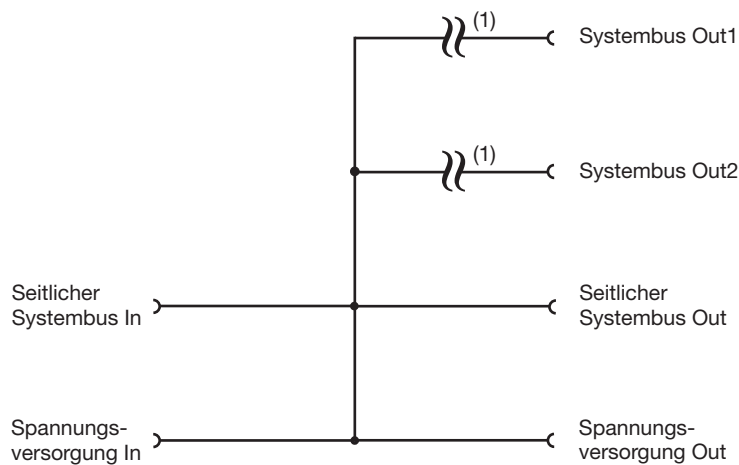 (1)
Systembus Out1
(1)
Systembus Out2
Seitlicher
Systembus In
Seitlicher
Systembus Out
Spannungs-
versorgung In
Spannungs-
versorgung Out